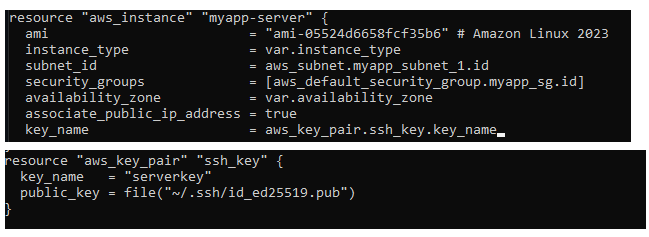 resource "aws_instance" "myapp-server" {
  ami                         = "ami-05524d6658fcf35b6" # Amazon Linux 2023
  instance_type               = var.instance_type
  subnet_id                   = aws_subnet.myapp_subnet_1.id
  security_groups             = [aws_default_security_group.myapp_sg.id]
  availability_zone           = var.availability_zone
  associate_public_ip_address = true
  key_name                    = aws_key_pair.ssh_key.key_name
resource "aws_key_pair" "ssh_key" {
  key_name   = "serverkey"
  public_key = file("~/.ssh/id_ed25519.pub")
}